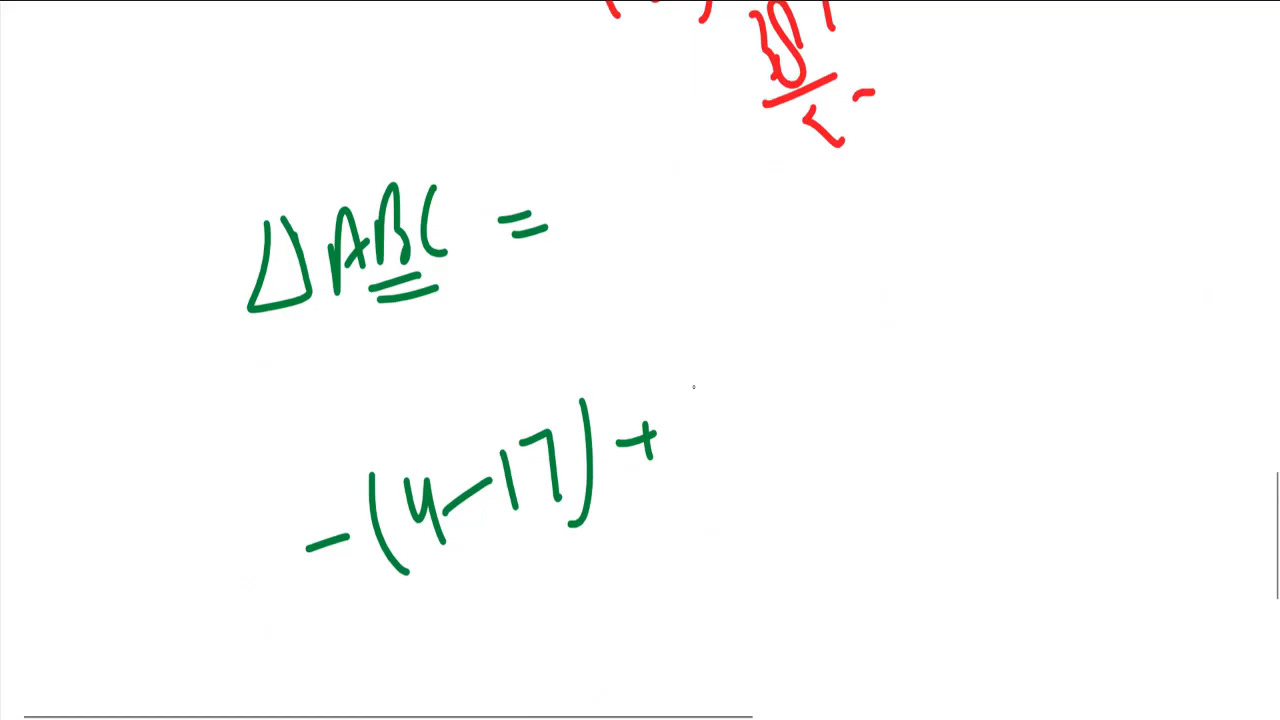 △ABC =
-(4-17) +